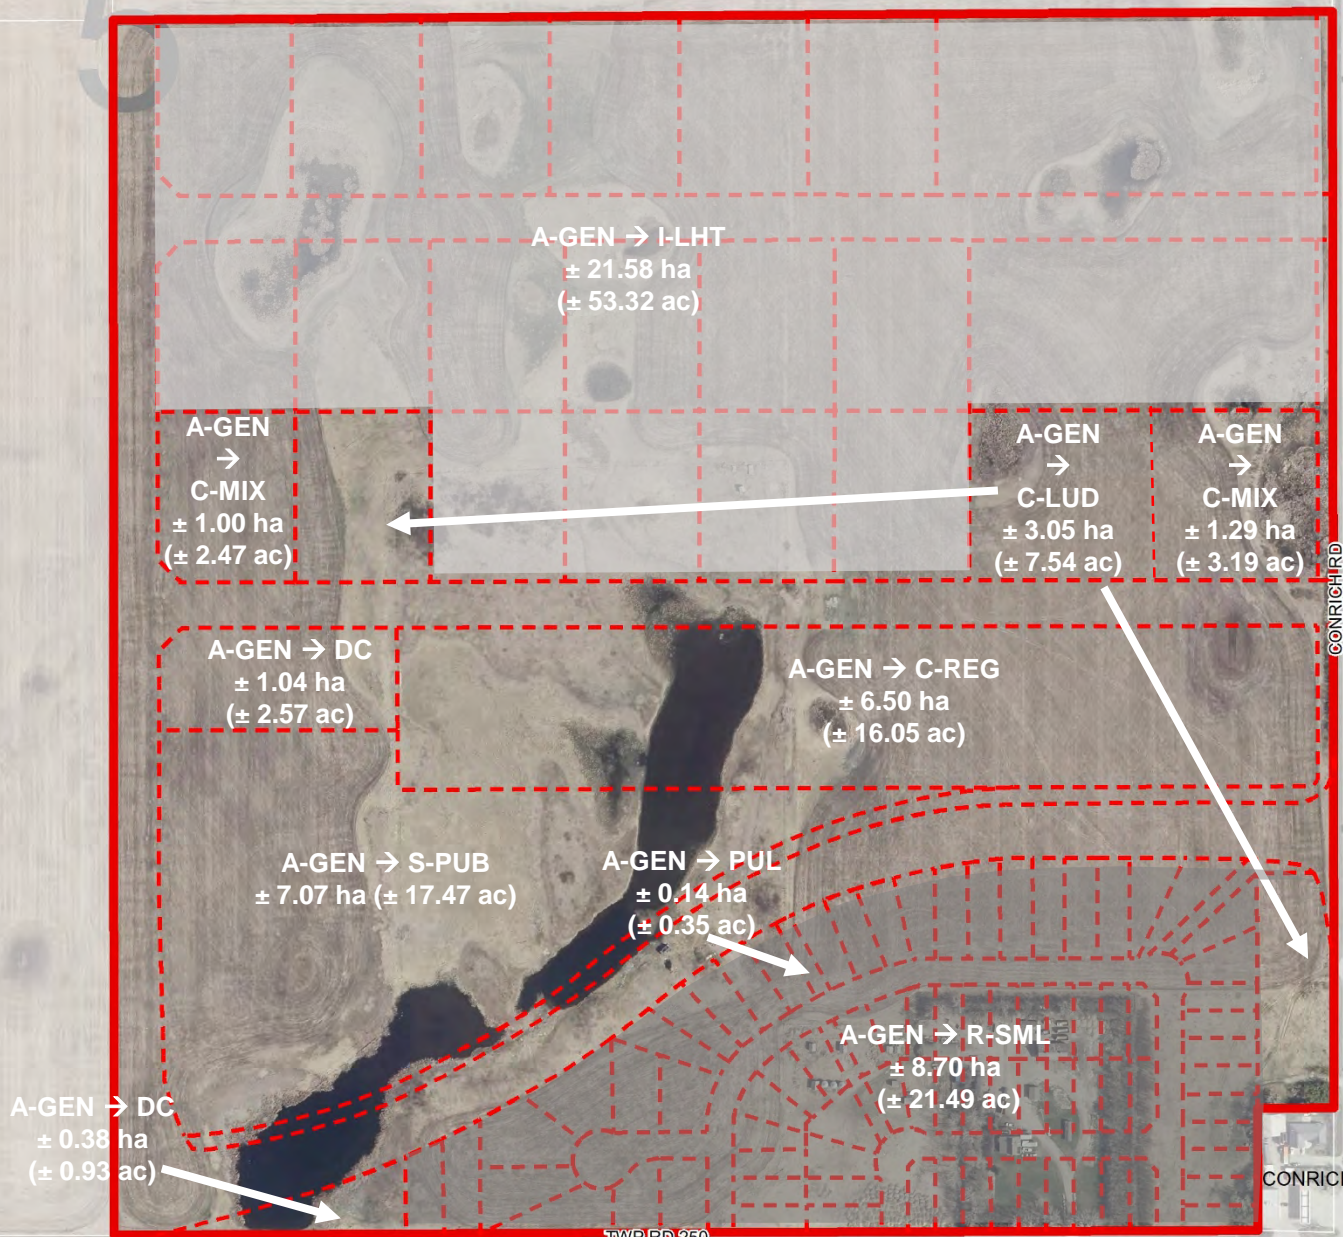 5
A-GEN → I-LHT
± 21.58 ha
(± 53.32 ac)
A-GEN
→
C-MIX
± 1.00 ha
(± 2.47 ac)
A-GEN
→
C-LUD
± 3.05 ha
(± 7.54 ac)
A-GEN
→
C-MIX
± 1.29 ha
(± 3.19 ac)
CONRICH RD
A-GEN → DC
± 1.04 ha
(± 2.57 ac)
A-GEN → C-REG
± 6.50 ha
(± 16.05 ac)
A-GEN → S-PUB
± 7.07 ha (± 17.47 ac)
A-GEN → PUL
± 0.14 ha
(± 0.35 ac)
A-GEN → R-SML
± 8.70 ha
(± 21.49 ac)
A-GEN → DC
± 0.38 ha
(± 0.93 ac)
CONRICH
TWP RD 250